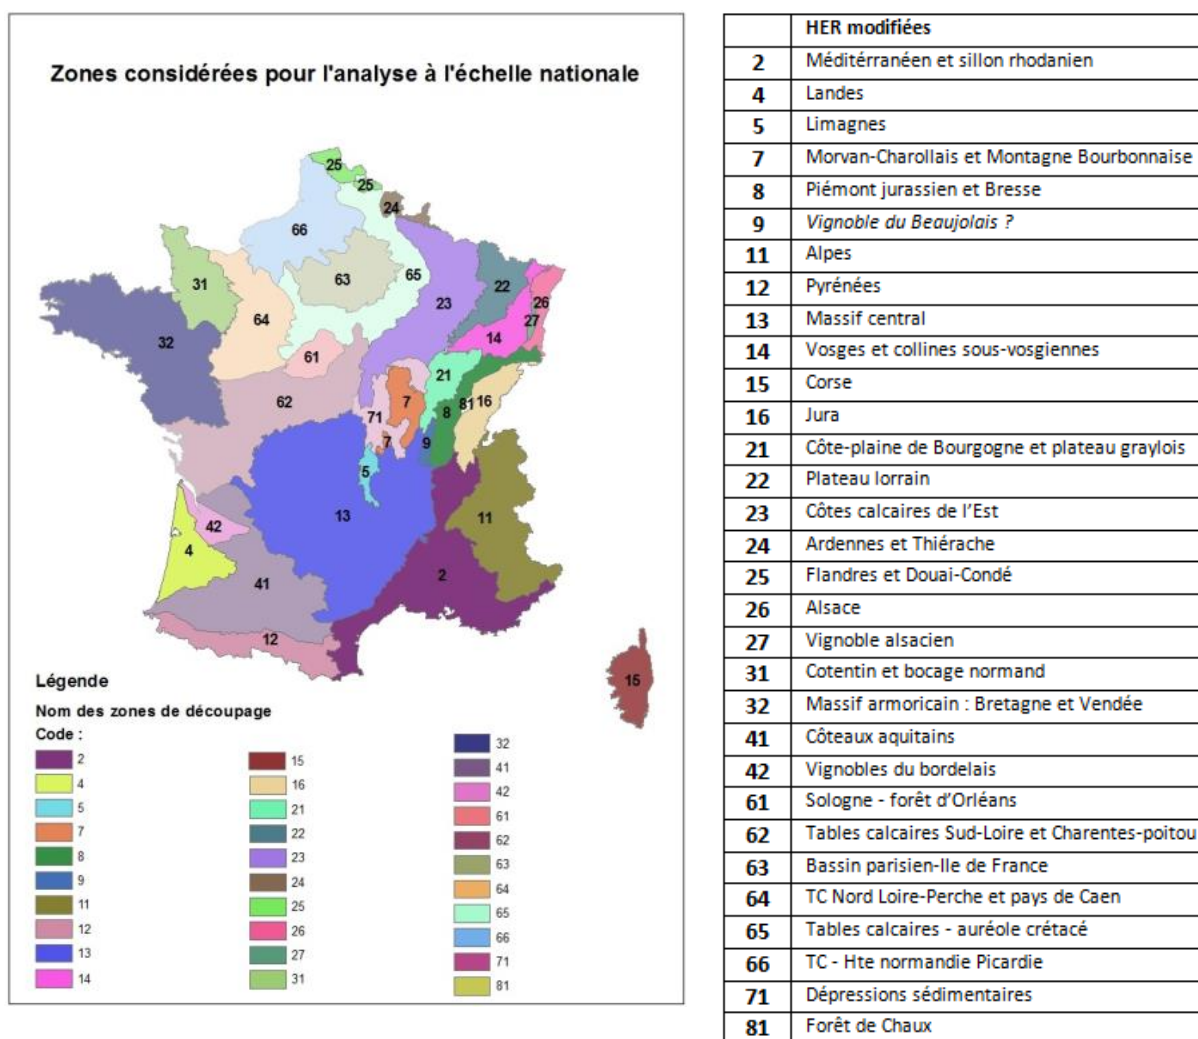 Zones considérées pour l'analyse à l'échelle nationale
25
25
24
66
65
63
22
26
31
23
27
64
14
32
61
21
62
81 16
7
8
71
7
9
5
13
11
42
4
2
41
12
15
Légende
Nom des zones de découpage
Code :
2
4
5
7
8
9
11
12
13
14
15
16
21
22
23
24
25
26
27
31
32
41
42
61
62
63
64
65
66
71
81
HER modifiées
2 Méditérranéen et sillon rhodanien
4 Landes
5 Limagnes
7 Morvan-Charollais et Montagne Bourbonnaise
8 Piémont jurassien et Bresse
9 Vignoble du Beaujolais ?
11 Alpes
12 Pyrénées
13 Massif central
14 Vosges et collines sous-vosgiennes
15 Corse
16 Jura
21 Côte-plaine de Bourgogne et plateau graylois
22 Plateau lorrain
23 Côtes calcaires de l'Est
24 Ardennes et Thiérache
25 Flandres et Douai-Condé
26 Alsace
27 Vignoble alsacien
31 Cotentin et bocage normand
32 Massif armoricain : Bretagne et Vendée
41 Côteaux aquitains
42 Vignobles du bordelais
61 Sologne - forêt d'Orléans
62 Tables calcaires Sud-Loire et Charentes-poitou
63 Bassin parisien-Ile de France
64 TC Nord Loire-Perche et pays de Caen
65 Tables calcaires - auréole crétacé
66 TC - Hte normandie Picardie
71 Dépressions sédimentaires
81 Forêt de Chaux